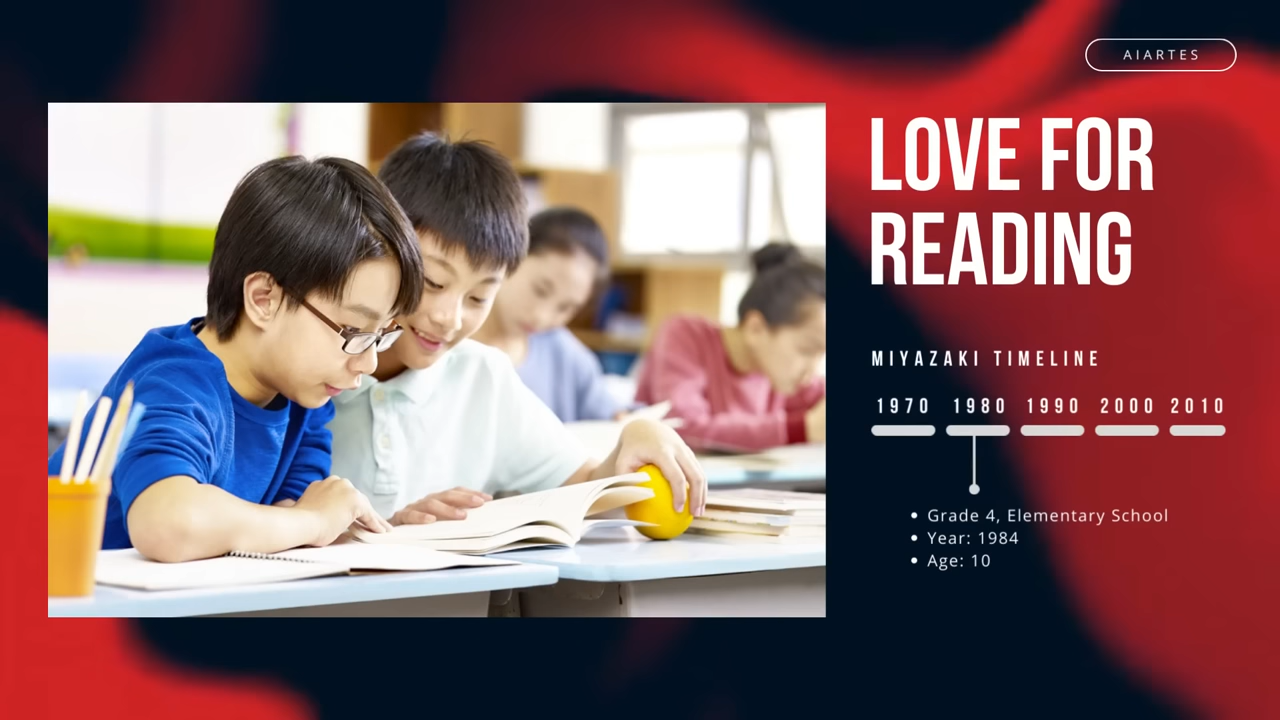 AIARTES
LOVE FOR
READING
MIYAZAKI TIMELINE
1970 1980 1990 2000 2010
• Grade 4, Elementary School
• Year: 1984
• Age: 10